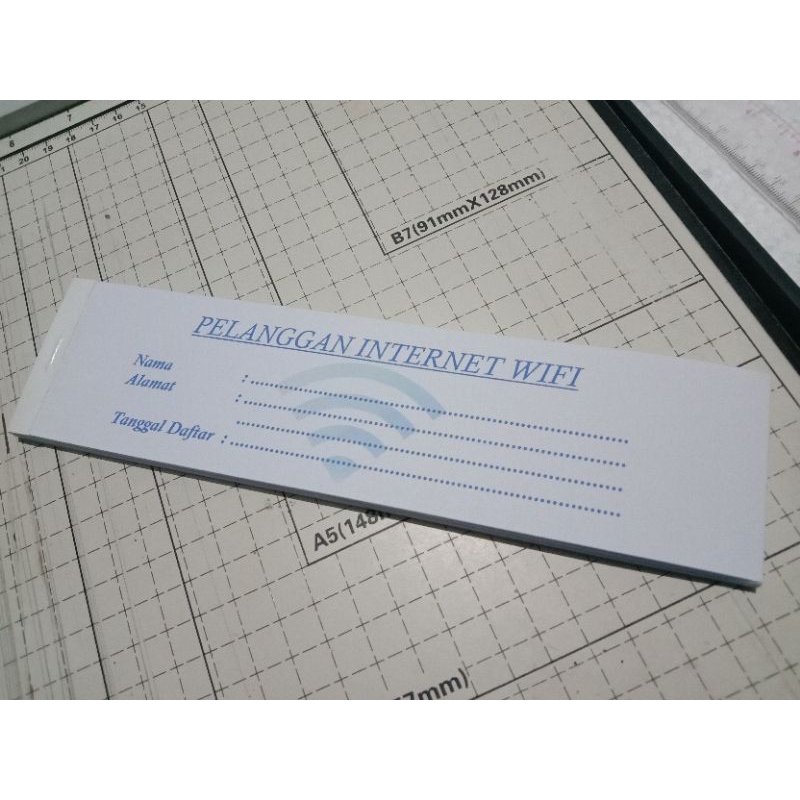 B7(91mmX128mm)
PELANGGAN INTERNET WIFI
Nama : ....................
Alamat : ....................
....................
Tanggal Daftar : ....................
A5(148
7mm)